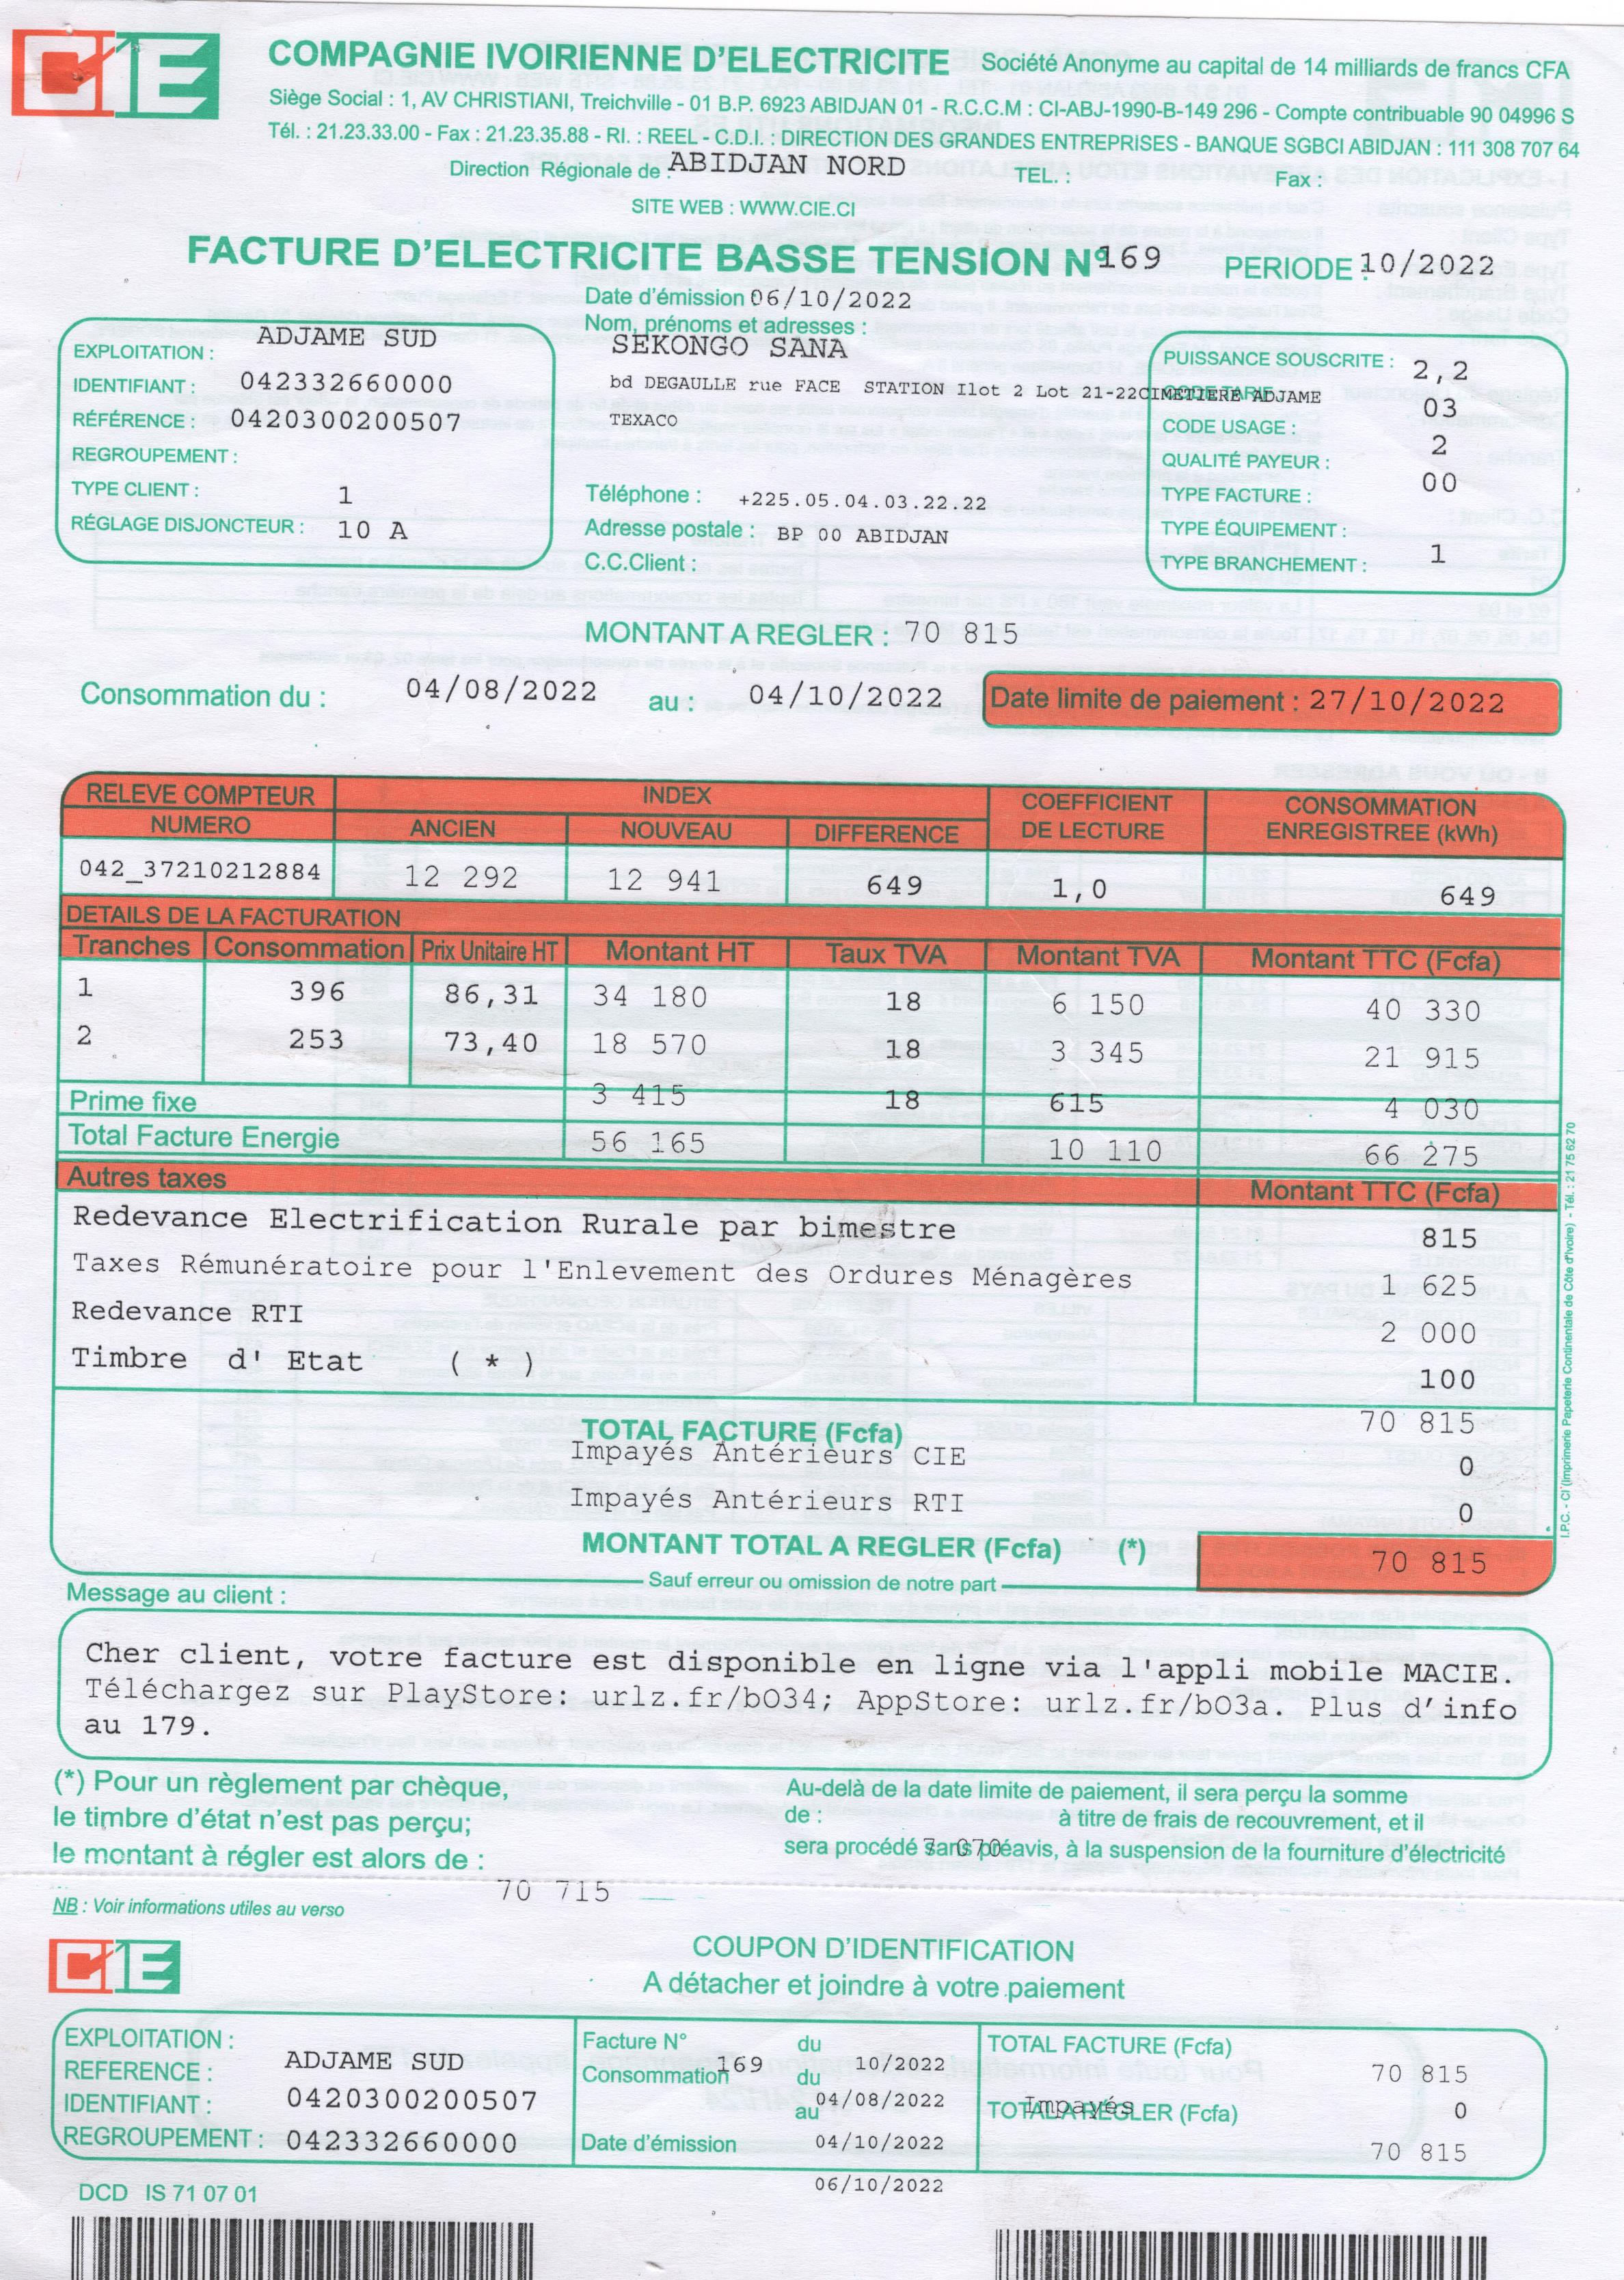 CIE
COMPAGNIE IVOIRIENNE D'ELECTRICITE Société Anonyme au capital de 14 milliards de francs CFA
Siège Social : 1, AV CHRISTIANI, Treichville - 01 B.P. 6923 ABIDJAN 01 - R.C.C.M : CI-ABJ-1990-B-149 296 - Compte contribuable 90 04996 S
Tél. : 21.23.33.00 - Fax : 21.23.35.88 - RI. : REEL - C.D.I. : DIRECTION DES GRANDES ENTREPRISES - BANQUE SGBCI ABIDJAN : 111 308 707 64
Direction Régionale de : ABIDJAN NORD TEL. : Fax :
SITE WEB : WWW.CIE.CI
FACTURE D'ELECTRICITE BASSE TENSION N° 169 PERIODE : 10/2022
Date d'émission 06/10/2022
Nom, prénoms et adresses :
SEKONGO SANA
bd DEGAULLE rue FACE STATION Ilot 2 Lot 21-22CIMETIERE ADJAME
TEXACO
Téléphone : +225.05.04.03.22.22
Adresse postale : BP 00 ABIDJAN
C.C.Client :
EXPLOITATION : ADJAME SUD
IDENTIFIANT : 042332660000
RÉFÉRENCE : 0420300200507
REGROUPEMENT :
TYPE CLIENT : 1
RÉGLAGE DISJONCTEUR : 10 A
PUISSANCE SOUSCRITE : 2,2
CODE TARIF : 03
CODE USAGE : 2
QUALITÉ PAYEUR : 00
TYPE FACTURE :
TYPE ÉQUIPEMENT :
TYPE BRANCHEMENT : 1
MONTANT A REGLER : 70 815
Consommation du : 04/08/2022 au : 04/10/2022 Date limite de paiement : 27/10/2022
RELEVE COMPTEUR INDEX COEFFICIENT CONSOMMATION
NUMERO ANCIEN NOUVEAU DIFFERENCE DE LECTURE ENREGISTREE (kWh)
042_37210212884 12 292 12 941 649 1,0 649
DETAILS DE LA FACTURATION
Tranches Consommation Prix Unitaire HT Montant HT Taux TVA Montant TVA Montant TTC (Fcfa)
1 396 86,31 34 180 18 6 150 40 330
2 253 73,40 18 570 18 3 345 21 915
Prime fixe 3 415 18 615 4 030
Total Facture Energie 56 165 10 110 66 275
Autres taxes Montant TTC (Fcfa)
Redevance Electrification Rurale par bimestre 815
Taxes Rémunératoire pour l'Enlevement des Ordures Ménagères 1 625
Redevance RTI 2 000
Timbre d' Etat ( * ) 100
TOTAL FACTURE (Fcfa) 70 815
Impayés Antérieurs CIE 0
Impayés Antérieurs RTI 0
MONTANT TOTAL A REGLER (Fcfa) (*) 70 815
Sauf erreur ou omission de notre part
I.P.C. - CI (Imprimerie Papeterie Continentale de Côte d'Ivoire) - Tél. : 21 75 62 70
Message au client :
Cher client, votre facture est disponible en ligne via l'appli mobile MACIE.
Téléchargez sur PlayStore: urlz.fr/bO34; AppStore: urlz.fr/bO3a. Plus d'info
au 179.
(*) Pour un règlement par chèque,
le timbre d'état n'est pas perçu;
le montant à régler est alors de :
70 715
Au-delà de la date limite de paiement, il sera perçu la somme
de : à titre de frais de recouvrement, et il
sera procédé sans préavis, à la suspension de la fourniture d'électricité
7 070
NB : Voir informations utiles au verso
CIE
COUPON D'IDENTIFICATION
A détacher et joindre à votre paiement
EXPLOITATION : ADJAME SUD
REFERENCE : 0420300200507
IDENTIFIANT : 042332660000
REGROUPEMENT :
Facture N° 169 du 10/2022
Consommation du 04/08/2022
au 04/10/2022
Date d'émission 06/10/2022
TOTAL FACTURE (Fcfa) 70 815
Impayés 0
TOTAL A REGLER (Fcfa) 70 815
DCD IS 71 07 01